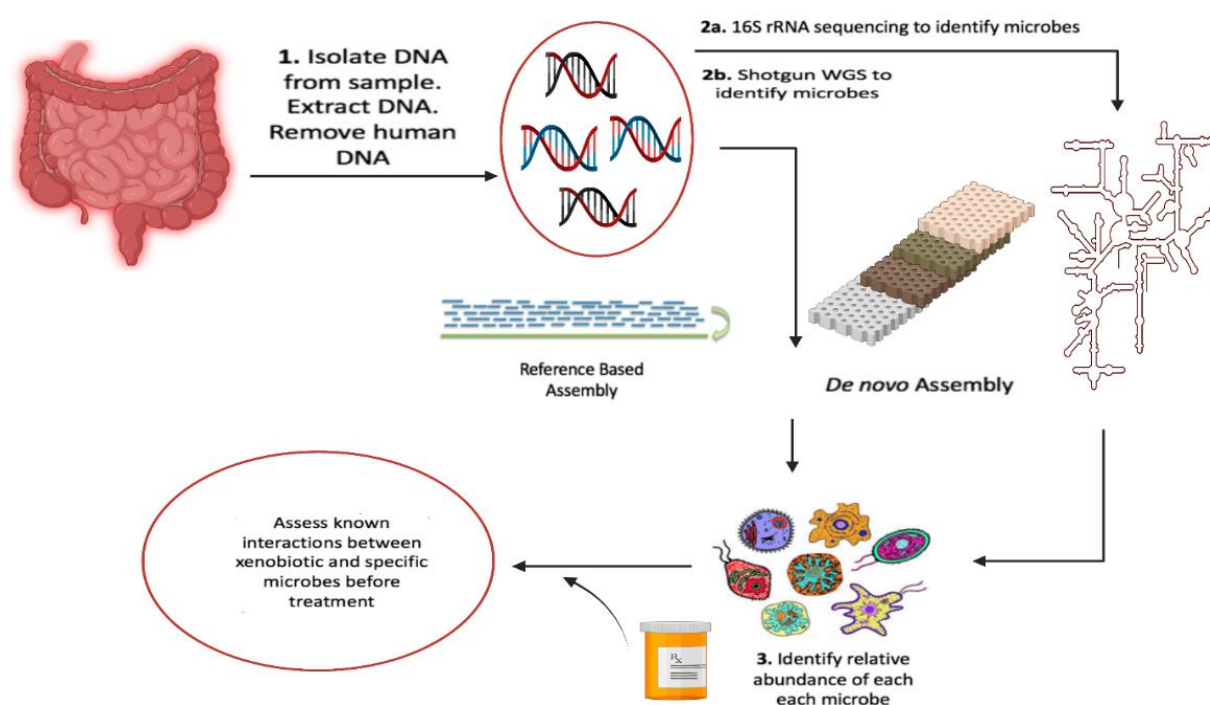 1. Isolate DNA
from sample.
Extract DNA.
Remove human
DNA
2a. 16S rRNA sequencing to identify microbes
2b. Shotgun WGS to
identify microbes
Reference Based
Assembly
De novo Assembly
Assess known
interactions between
xenobiotic and specific
microbes before
treatment
Rx
3. Identify relative
abundance of each
each microbe